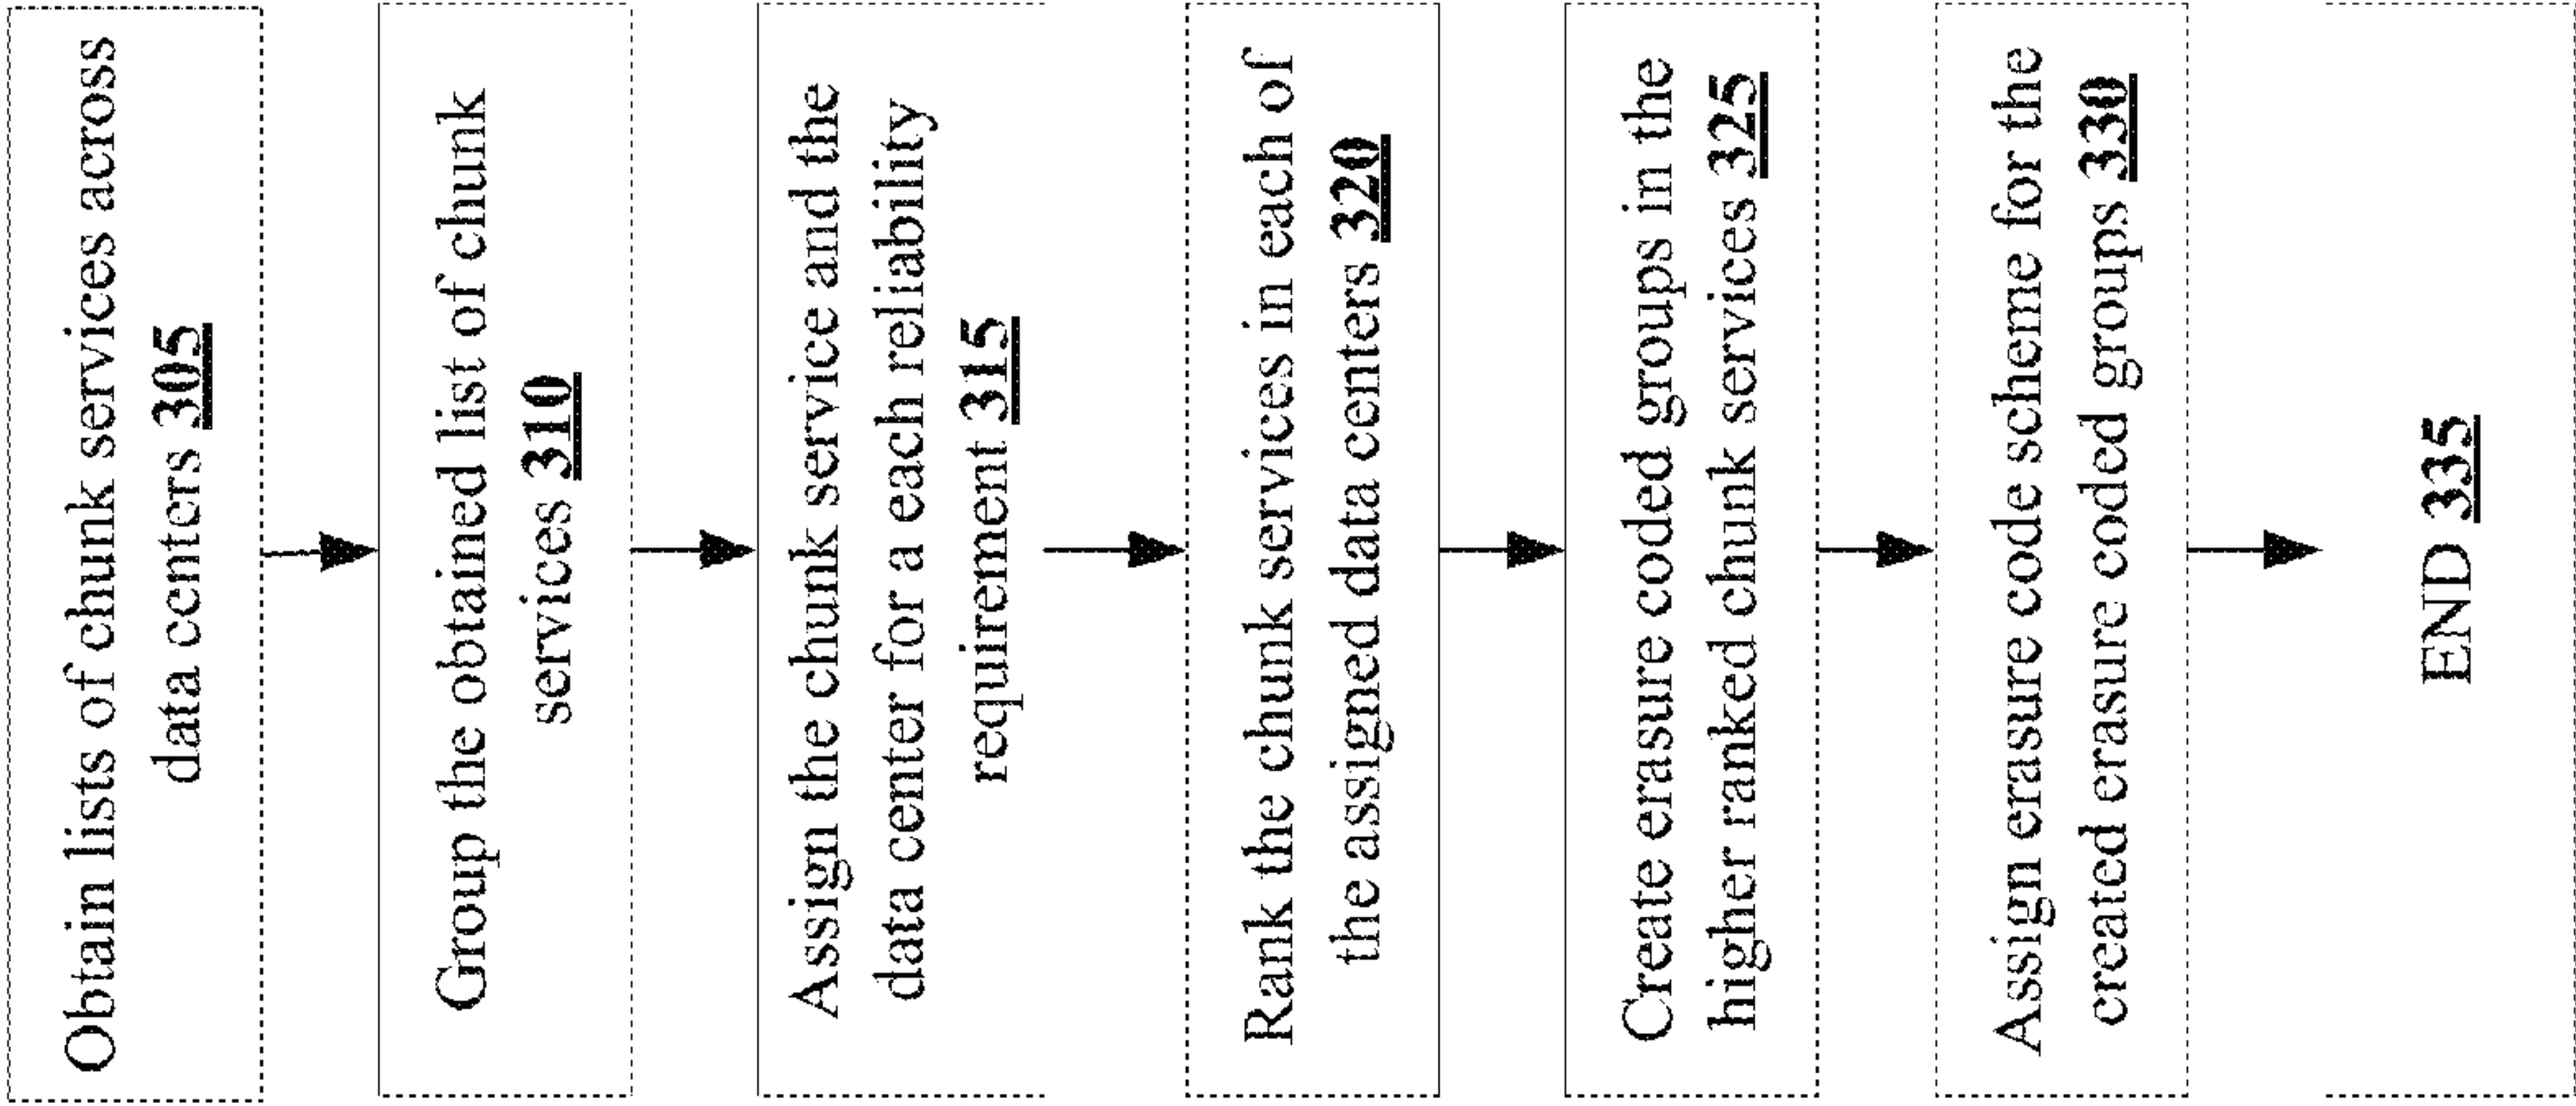 Obtain lists of chunk services across
data centers 305
Group the obtained list of chunk
services 310
Assign the chunk service and the
data center for a each reliability
requirement 315
Rank the chunk services in each of
the assigned data centers 320
Create erasure coded groups in the
higher ranked chunk services 325
Assign erasure code scheme for the
created erasure coded groups 330
END 335